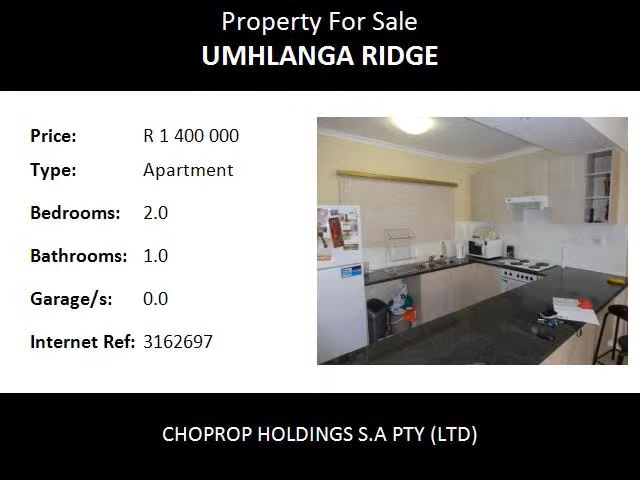 Property For Sale
UMHLANGA RIDGE
Price: R 1 400 000
Type: Apartment
Bedrooms: 2.0
Bathrooms: 1.0
Garage/s: 0.0
Internet Ref: 3162697
CHOPROP HOLDINGS S.A PTY (LTD)